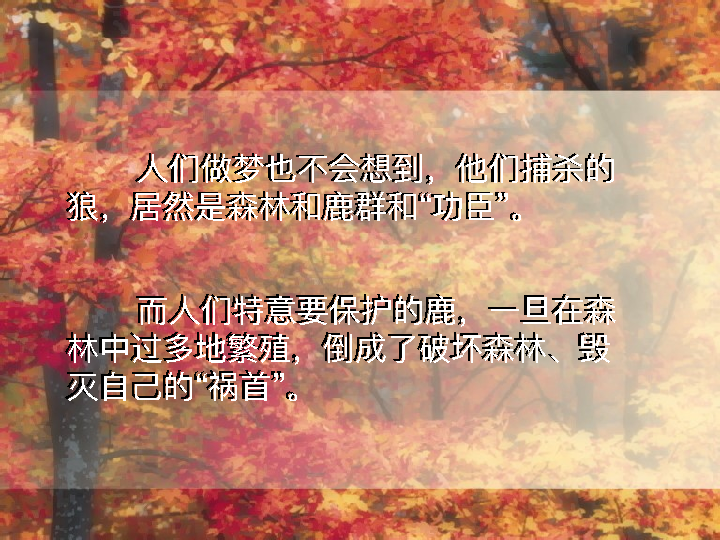 人们做梦也不会想到，他们捕杀的
狼，居然是森林和鹿群和“功臣”。
而人们特意要保护的鹿，一旦在森
林中过多地繁殖，倒成了破坏森林、毁
灭自己的“祸首”。